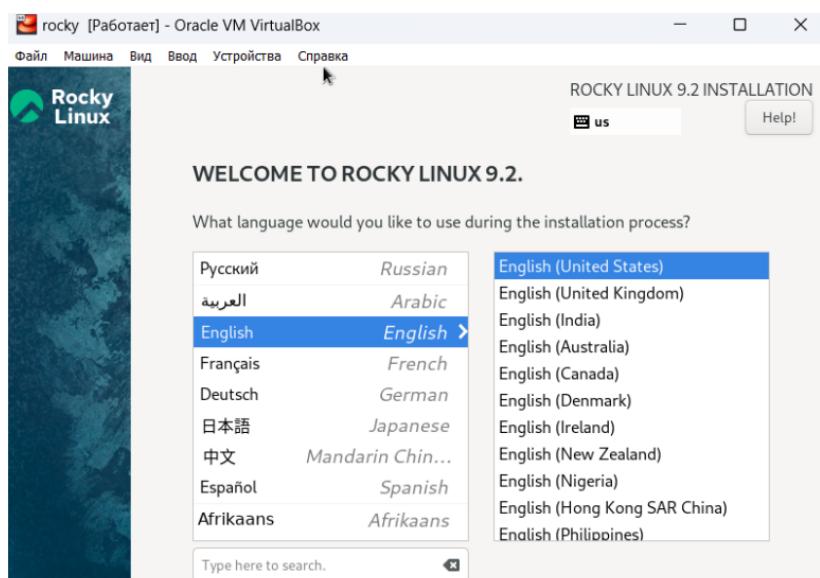 rocky [Работает] - Oracle VM VirtualBox
Файл Машина Вид Ввод Устройства Справка
Rocky
Linux
ROCKY LINUX 9.2 INSTALLATION
us
Help!
WELCOME TO ROCKY LINUX 9.2.
What language would you like to use during the installation process?
Русский Russian
العربية Arabic
English English
Français French
Deutsch German
日本語 Japanese
中文 Mandarin Chin...
Español Spanish
Afrikaans Afrikaans
English (United States)
English (United Kingdom)
English (India)
English (Australia)
English (Canada)
English (Denmark)
English (Ireland)
English (New Zealand)
English (Nigeria)
English (Hong Kong SAR China)
English (Philippines)
Type here to search.